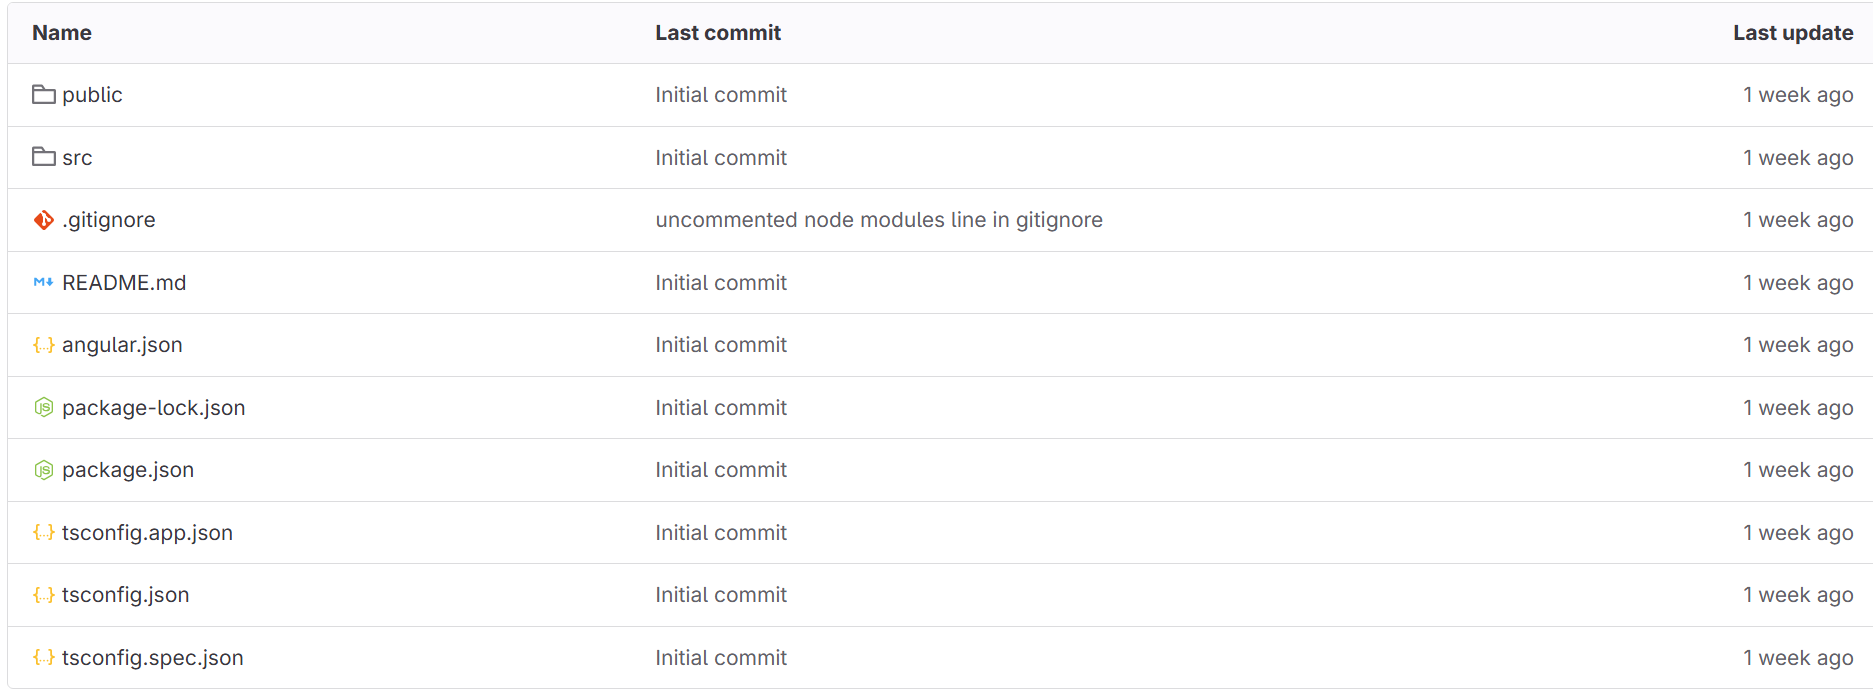 Name Last commit Last update
public Initial commit 1 week ago
src Initial commit 1 week ago
.gitignore uncommented node modules line in gitignore 1 week ago
README.md Initial commit 1 week ago
angular.json Initial commit 1 week ago
package-lock.json Initial commit 1 week ago
package.json Initial commit 1 week ago
tsconfig.app.json Initial commit 1 week ago
tsconfig.json Initial commit 1 week ago
tsconfig.spec.json Initial commit 1 week ago